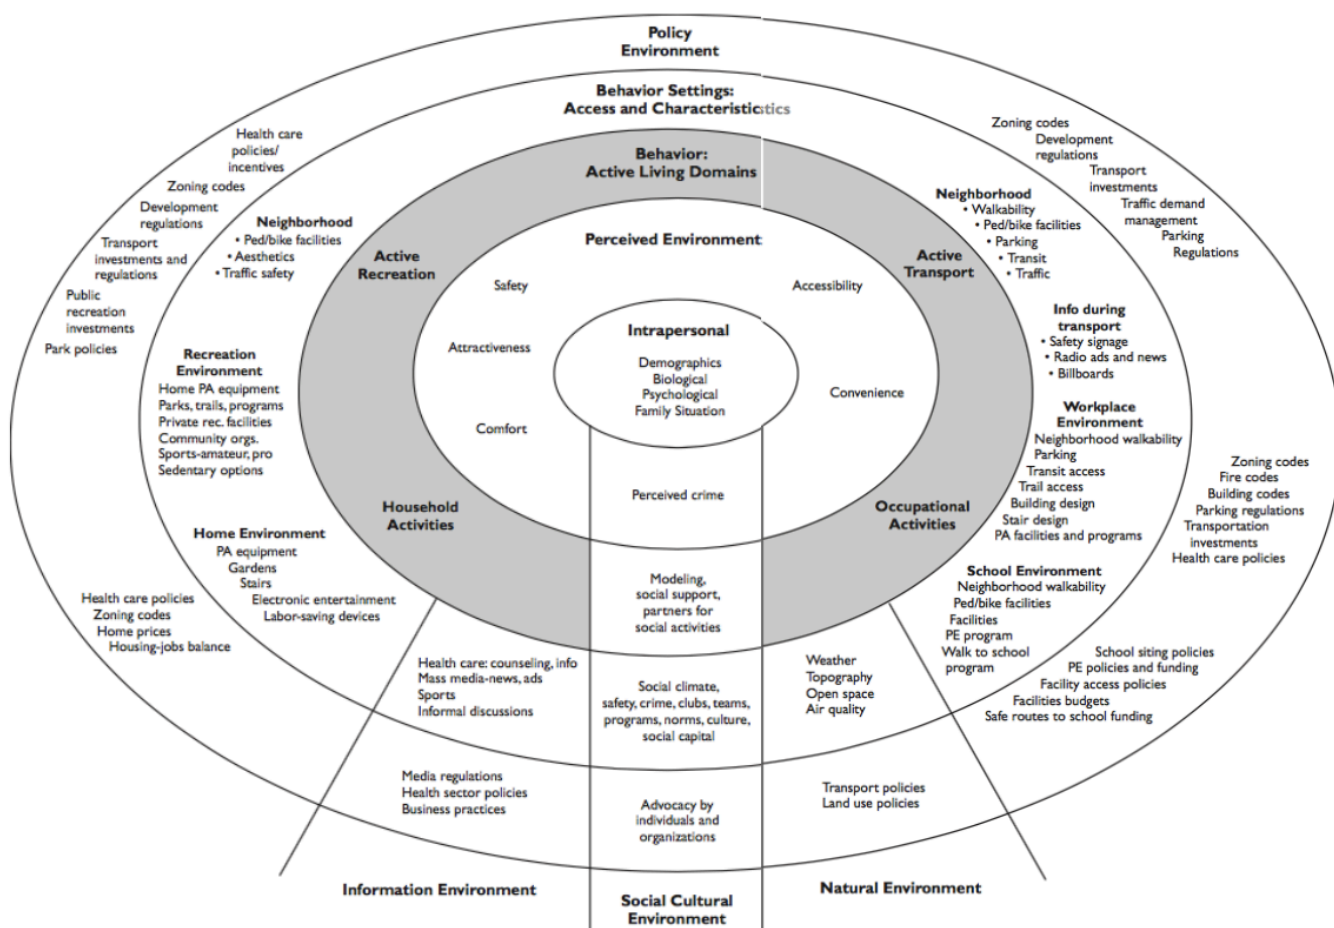 Policy
Environment
Behavior Settings:
Access and Characteristics
Behavior:
Active Living Domains
Perceived Environment
Intrapersonal
Demographics
Biological
Psychological
Family Situation
Safety
Attractiveness
Comfort
Accessibility
Convenience
Perceived crime
Active
Recreation
Active
Transport
Household
Activities
Occupational
Activities
Modeling,
social support,
partners for
social activities
Social climate,
safety, crime, clubs, teams,
programs, norms, culture,
social capital
Advocacy by
individuals and
organizations
Health care
policies/
incentives
Zoning codes
Development
regulations
Transport
investments and
regulations
Public
recreation
investments
Park policies
Neighborhood
• Ped/bike facilities
• Aesthetics
• Traffic safety
Recreation
Environment
Home PA equipment
Parks, trails, programs
Private rec. facilities
Community orgs.
Sports-amateur, pro
Sedentary options
Home Environment
PA equipment
Gardens
Stairs
Electronic entertainment
Labor-saving devices
Health care policies
Zoning codes
Home prices
Housing-jobs balance
Health care: counseling, info
Mass media-news, ads
Sports
Informal discussions
Media regulations
Health sector policies
Business practices
Zoning codes
Development
regulations
Transport
investments
Traffic demand
management
Parking
Regulations
Neighborhood
• Walkability
• Ped/bike facilities
• Parking
• Transit
• Traffic
Info during
transport
• Safety signage
• Radio ads and news
• Billboards
Workplace
Environment
Neighborhood walkability
Parking
Transit access
Trail access
Building design
Stair design
PA facilities and programs
Zoning codes
Fire codes
Building codes
Parking regulations
Transportation
investments
Health care policies
School Environment
Neighborhood walkability
Ped/bike facilities
Facilities
PE program
Walk to school
program
School siting policies
PE policies and funding
Facility access policies
Facilities budgets
Safe routes to school funding
Weather
Topography
Open space
Air quality
Transport policies
Land use policies
Information Environment
Social Cultural
Environment
Natural Environment